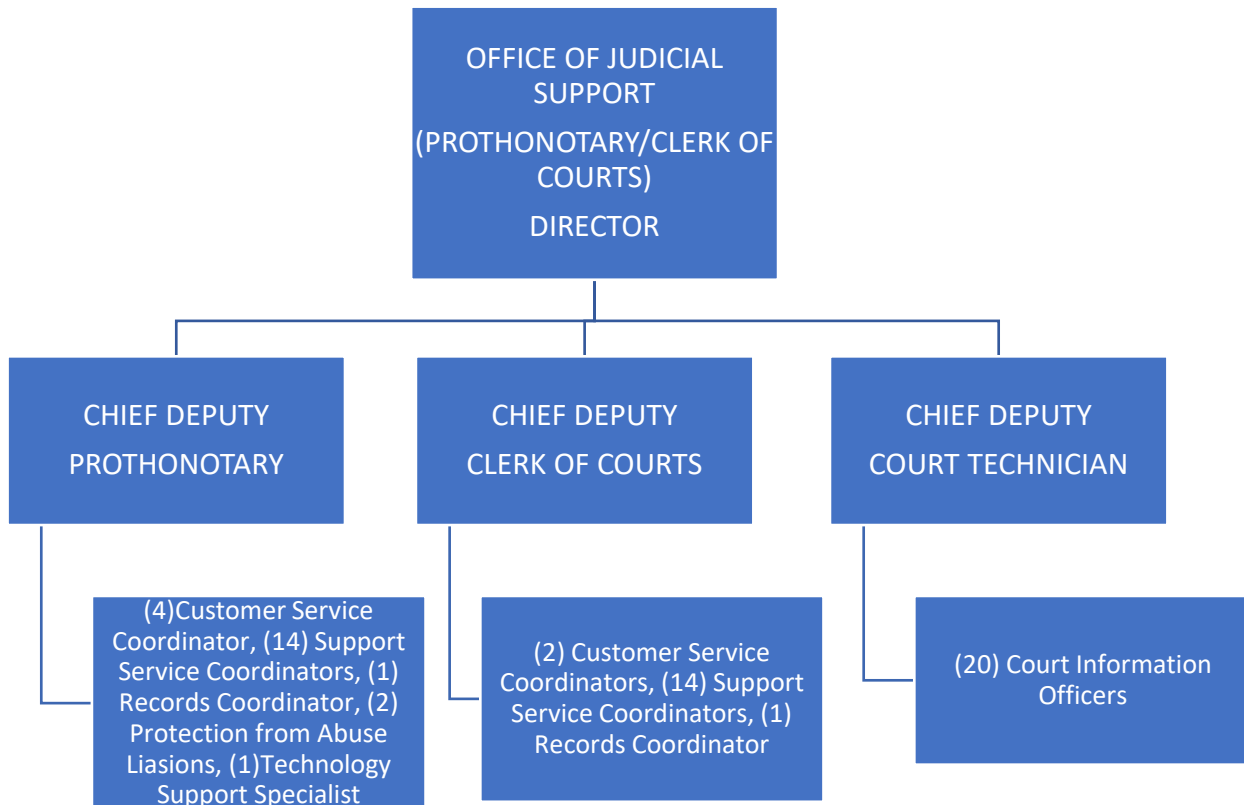 OFFICE OF JUDICIAL
SUPPORT
(PROTHONOTARY/CLERK OF
COURTS)
DIRECTOR
CHIEF DEPUTY
PROTHONOTARY
CHIEF DEPUTY
CLERK OF COURTS
CHIEF DEPUTY
COURT TECHNICIAN
(4)Customer Service
Coordinator, (14) Support
Service Coordinators, (1)
Records Coordinator, (2)
Protection from Abuse
Liasions, (1)Technology
Support Specialist
(2) Customer Service
Coordinators, (14) Support
Service Coordinators, (1)
Records Coordinator
(20) Court Information
Officers